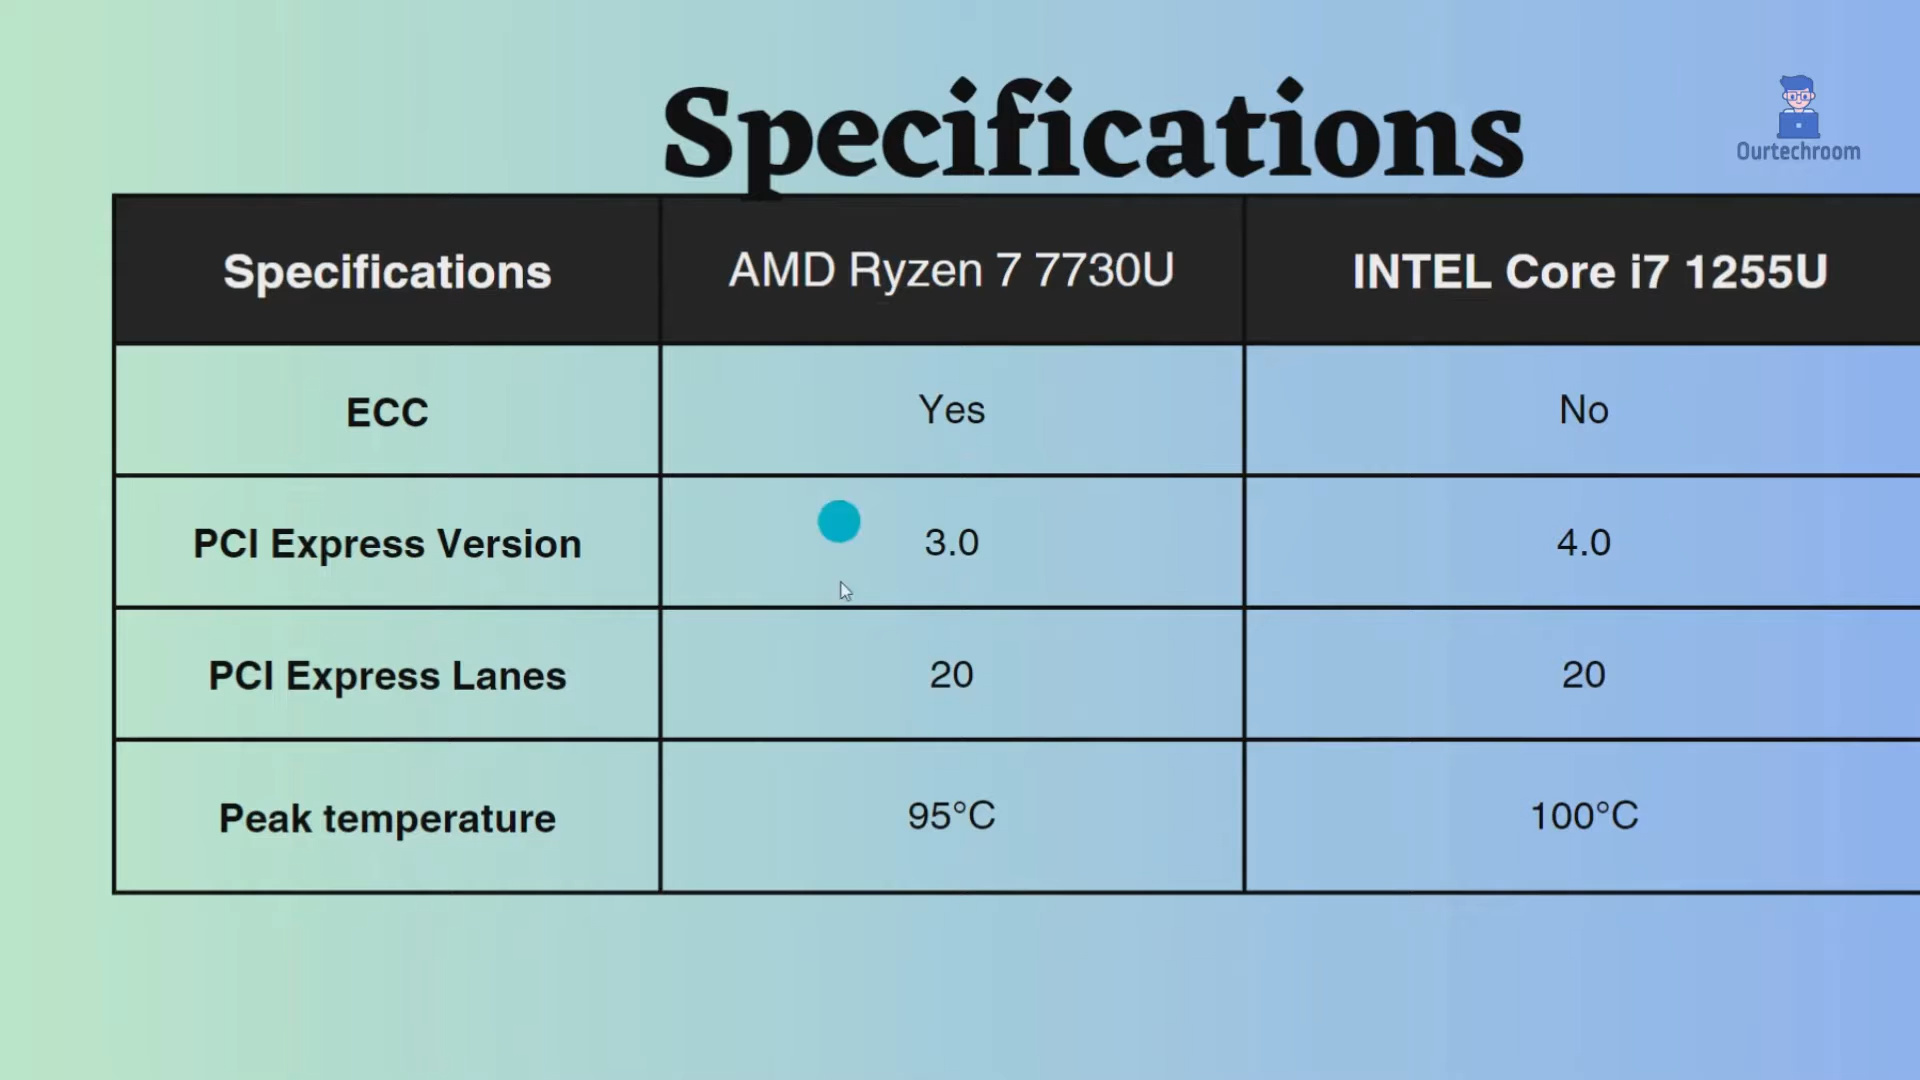 Specifications
Ourtechroom
Specifications AMD Ryzen 7 7730U INTEL Core i7 1255U
ECC Yes No
PCI Express Version 3.0 4.0
PCI Express Lanes 20 20
Peak temperature 95°C 100°C